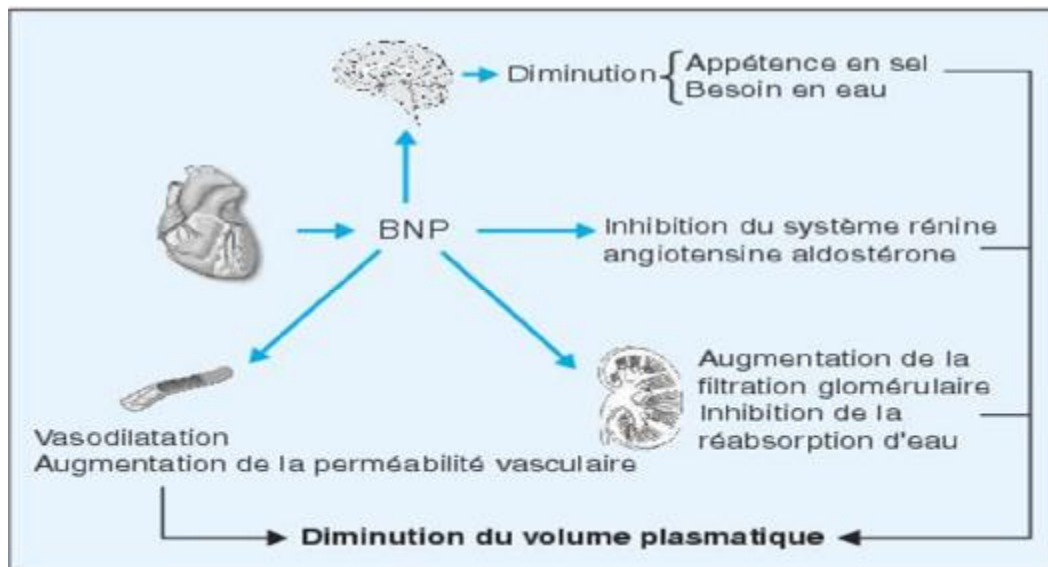 Diminution
Appétence en sel
Besoin en eau
BNP
Inhibition du système rénine
angiotensine aldostérone
Augmentation de la
filtration glomérulaire
Inhibition de la
réabsorption d'eau
Vasodilatation
Augmentation de la perméabilité vasculaire
Diminution du volume plasmatique